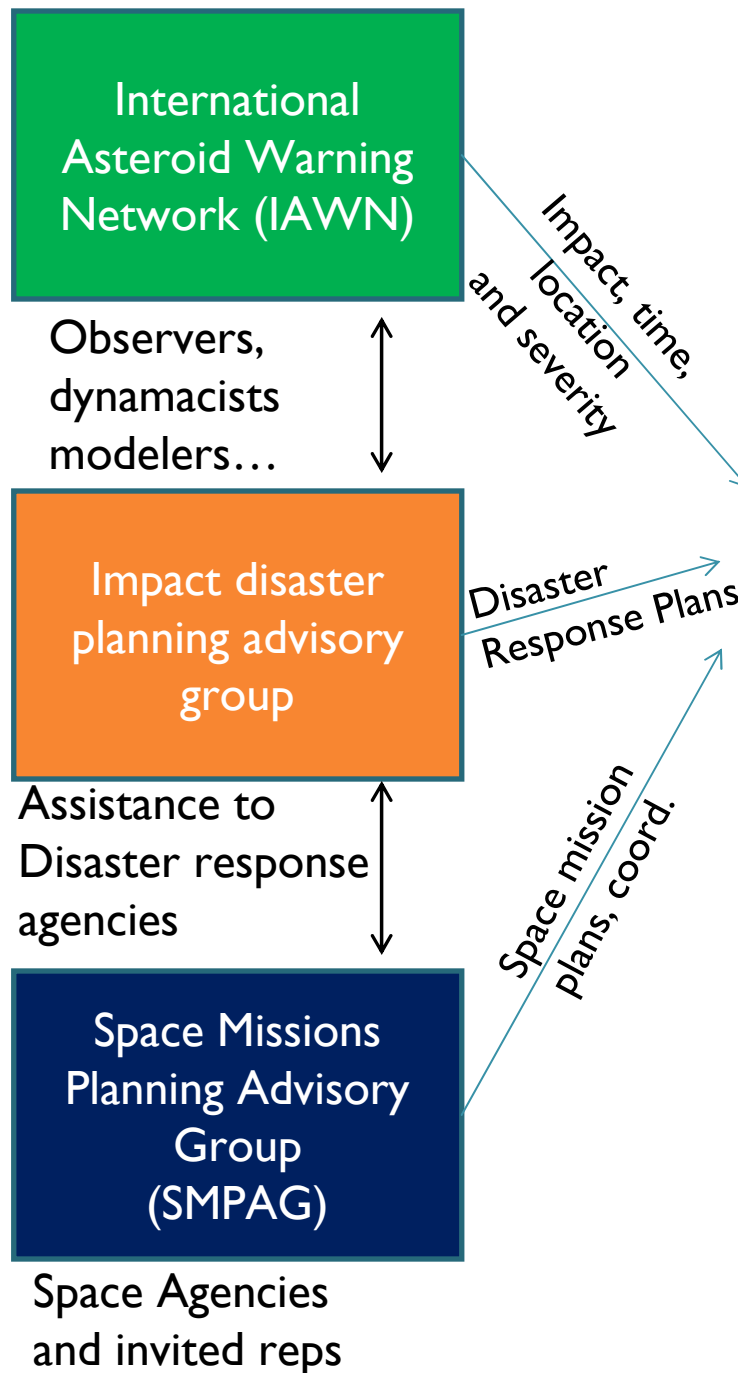 International
Asteroid Warning
Network (IAWN)
Impact, time,
location
and severity
Observers,
dynamacists
modelers…
Impact disaster
planning advisory
group
Disaster
Response Plans
Assistance to
Disaster response
agencies
Space mission
plans, coord.
Space Missions
Planning Advisory
Group
(SMPAG)
Space Agencies
and invited reps